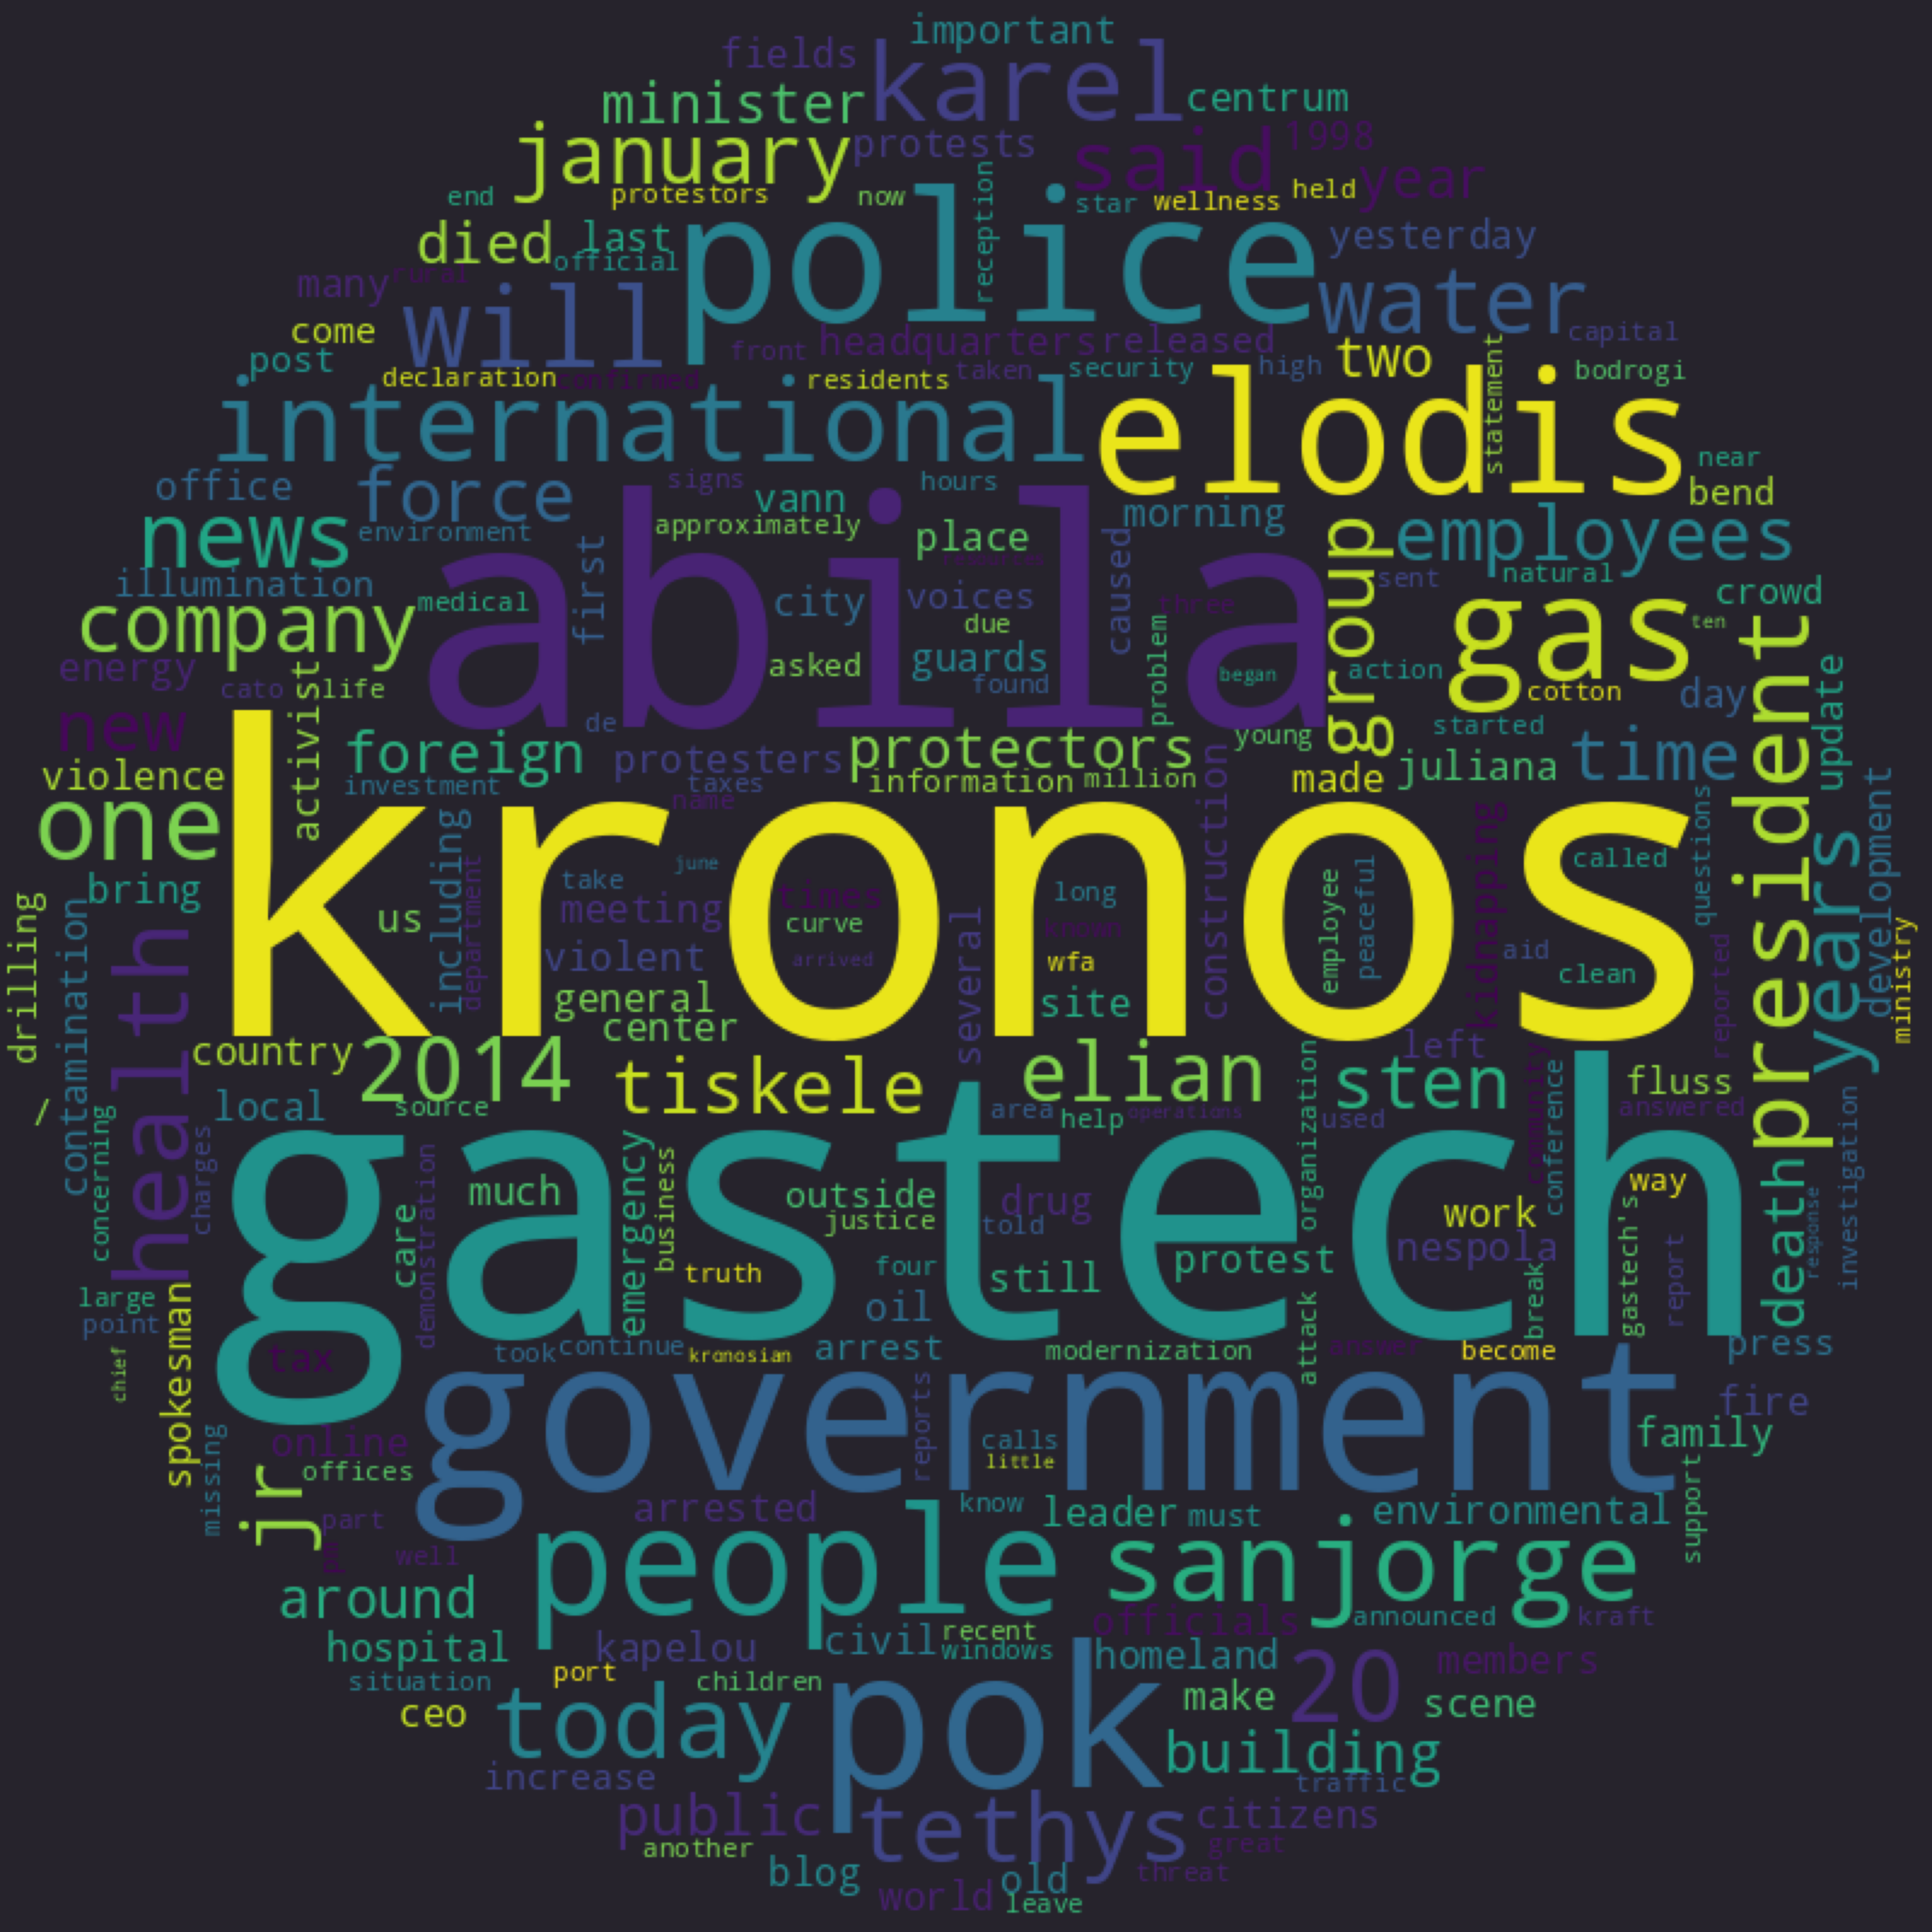 important
fields
karel
minister
centrum
january
protests
said
1998
year
end
protestors
now
reception
star
wellness
held
died
last
official
police
yesterday
many
rural
will
water
come
post
front
headquarters
released
capital
declaration
confirmed
residents
taken
security
high
two
statement
bodrogi
international
elodis
near
bend
office
force
signs
vann
hours
morning
news
environment
approximately
place
group
employees
illumination
first
abila
caused
sent
natural
crowd
company
medical
city
voices
three
gas
ten
due
president
energy
cato
life
activist
asked
guards
found
problem
began
action
cotton
day
update
new
de
started
violence
foreign
protesters
protectors
young
juliana
time
investment
taxes
information
million
made
one
name
construction
kronos
years
development
bring
including
department
take
june
times
long
known
kidnapping
called
questions
us
meeting
curve
employee
peaceful
drilling
contamination
health
violent
arrived
several
wfa
aid
clean
reported
ministry
general
site
center
country
2014
tiskele
elian
left
sten
fluss
/
local
source
area
help
operations
organization
used
community
conference
answered
investigation
concerning
charges
gastech
demonstration
care
much
emergency
business
outside
justice
drug
told
work
way
death
response
nespola
truth
four
still
protest
break
gastech's
report
large
point
oil
attack
spokesman
chief
tax
took
continue
kronosian
arrest
modernization
answer
become
press
government
fire
missing
online
offices
reports
calls
little
family
jr
part
arrested
know
leader
must
environmental
support
well
people
sanjorge
around
officials
announced
kraft
hospital
kapelou
civil
recent
windows
homeland
members
situation
port
children
pok
make
20
scene
ceo
today
building
increase
traffic
public
tethys
citizens
another
great
blog
old
threat
world
leave